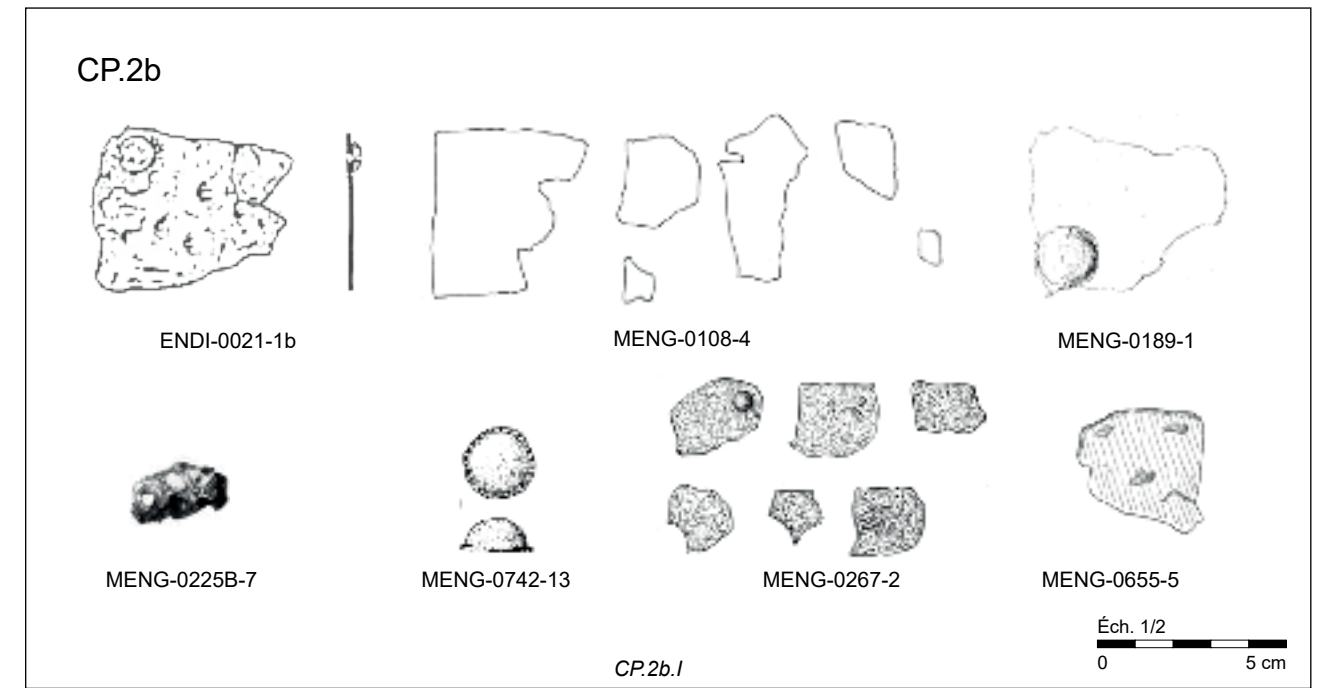 CP.2b
ENDI-0021-1b
MENG-0108-4
MENG-0189-1
MENG-0225B-7
MENG-0742-13
MENG-0267-2
MENG-0655-5
Éch. 1/2
0 5 cm
CP.2b.I